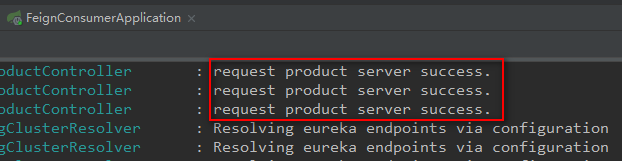 FeignConsumerApplication ×
oductController : request product server success.
oductController : request product server success.
oductController : request product server success.
gClusterResolver : Resolving eureka endpoints via configuration
gClusterResolver : Resolving eureka endpoints via configuration